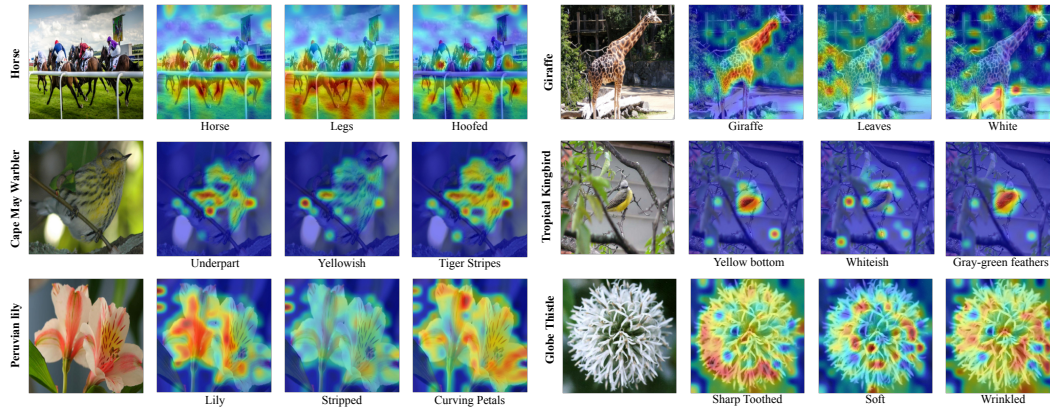 Horse
Horse Legs Hoofed
Giraffe
Giraffe Leaves White
Cape May Warbler
Underpart Yellowish Tiger Stripes
Tropical Kingbird
Yellow bottom Whiteish Gray-green feathers
Peruvian lily
Lily Stripped Curving Petals
Globe Thistle
Sharp Toothed Soft Wrinkled